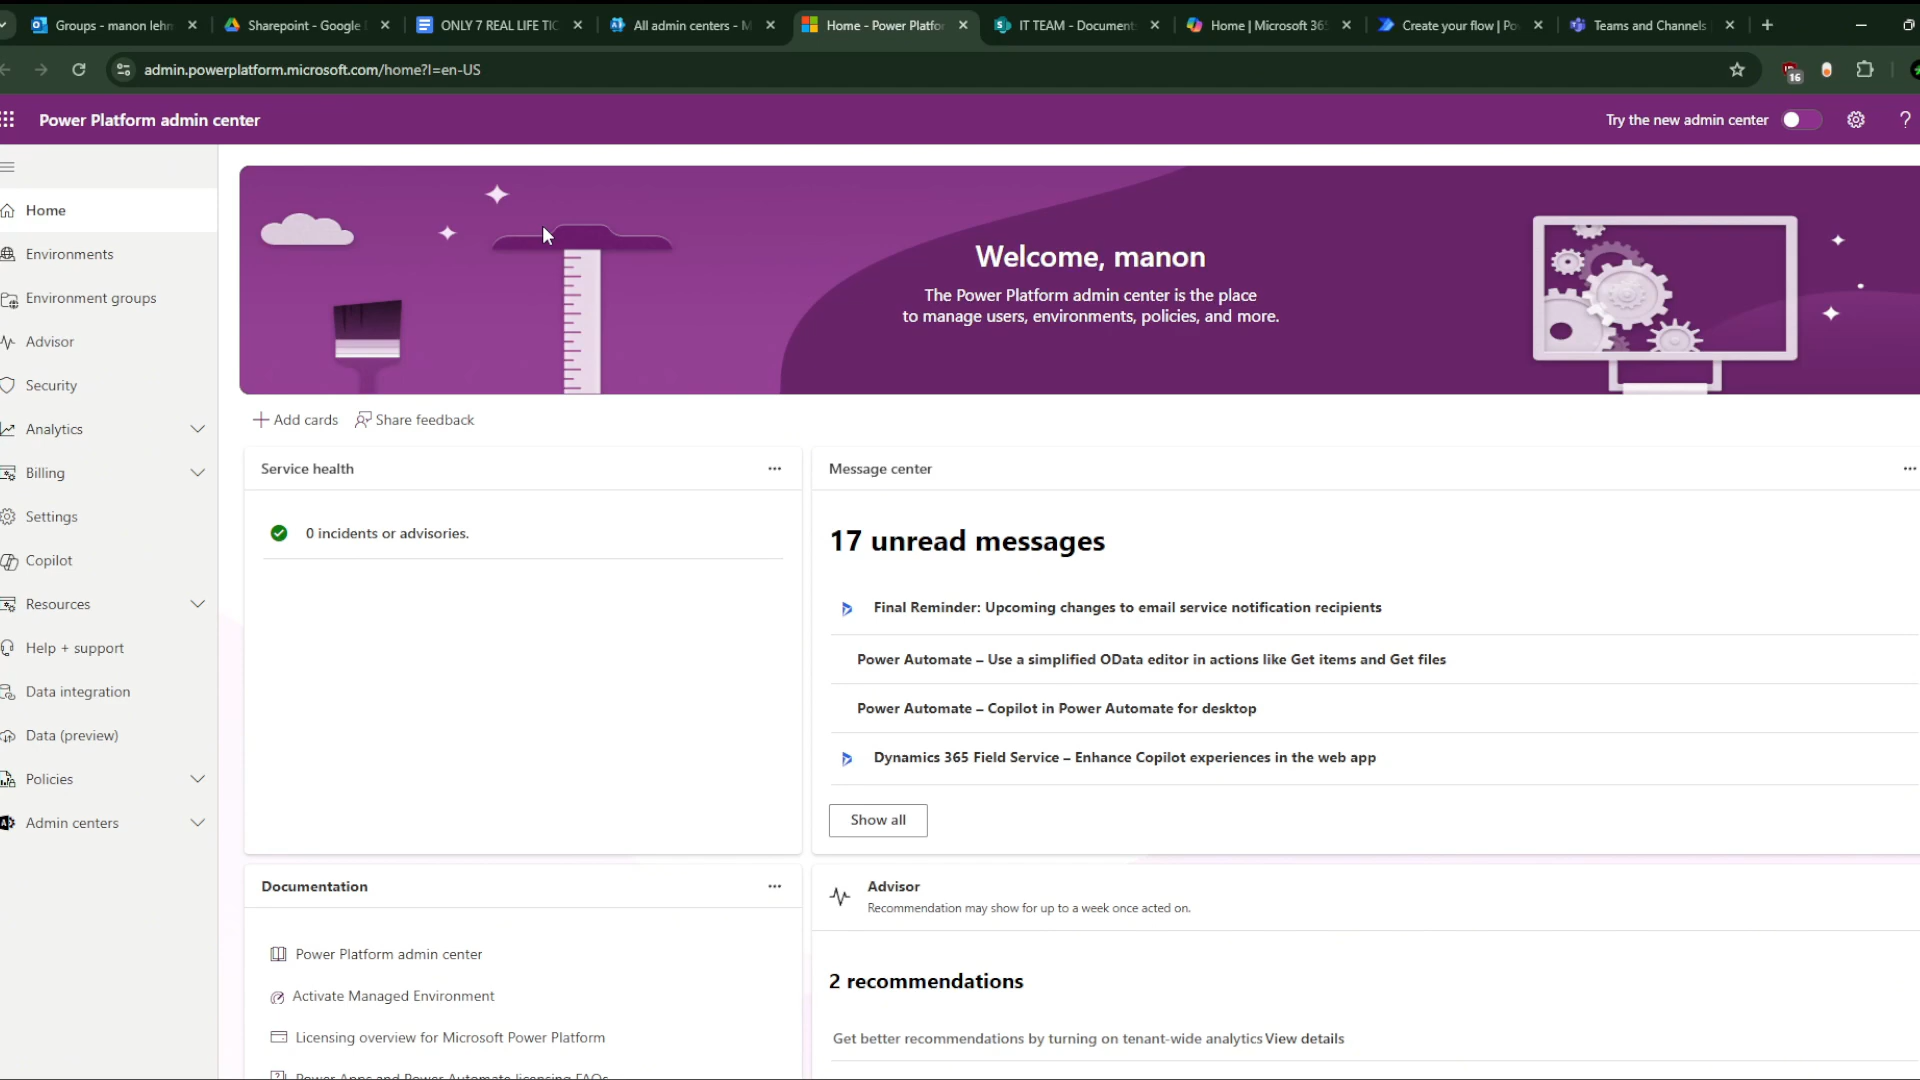 Groups - manon lehr
Sharepoint - Google
ONLY 7 REAL LIFE TIC
All admin centers - M
Home - Power Platfo
IT TEAM - Document
Home | Microsoft 36
Create your flow | Po
Teams and Channels
admin.powerplatform.microsoft.com/home?l=en-US
16
Power Platform admin center
Try the new admin center
?
Home
Environments
Environment groups
Advisor
Security
Analytics
Billing
Settings
Copilot
Resources
Help + support
Data integration
Data (preview)
Policies
Admin centers
Welcome, manon
The Power Platform admin center is the place
to manage users, environments, policies, and more.
Add cards
Share feedback
Service health
0 incidents or advisories.
Message center
17 unread messages
Final Reminder: Upcoming changes to email service notification recipients
Power Automate – Use a simplified OData editor in actions like Get items and Get files
Power Automate – Copilot in Power Automate for desktop
Dynamics 365 Field Service – Enhance Copilot experiences in the web app
Show all
Documentation
Power Platform admin center
Activate Managed Environment
Licensing overview for Microsoft Power Platform
Power Apps and Power Automate licensing FAQs
Advisor
Recommendation may show for up to a week once acted on.
2 recommendations
Get better recommendations by turning on tenant-wide analytics View details